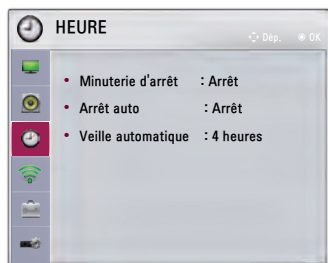 HEURE
Dép. OK
• Minuterie d'arrêt : Arrêt
• Arrêt auto : Arrêt
• Veille automatique : 4 heures